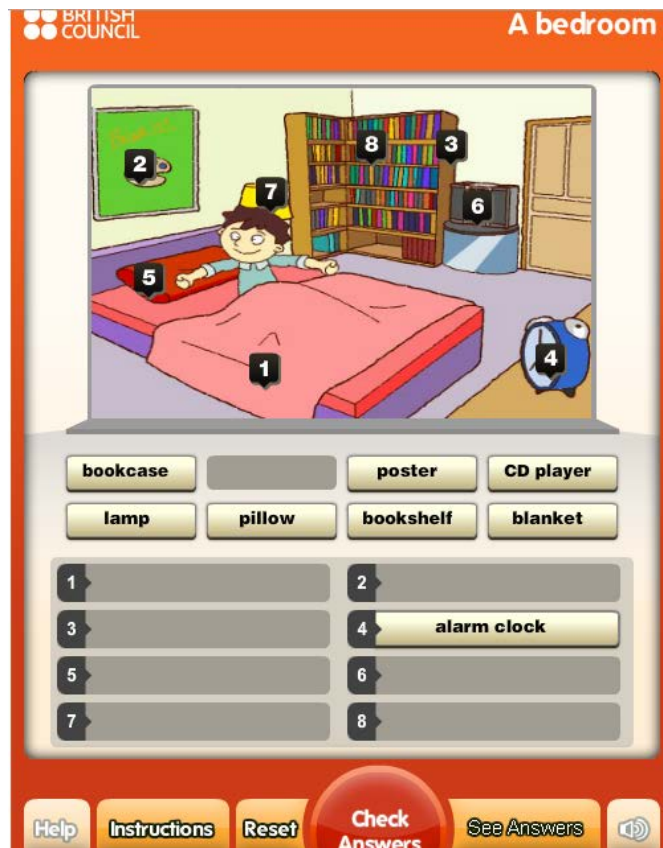 BRITISH
COUNCIL
A bedroom
2
8
3
7
6
5
4
1
bookcase
poster
CD player
lamp
pillow
bookshelf
blanket
1
2
3
4 alarm clock
5
6
7
8
Help
Instructions
Reset
Check
Answers
See Answers